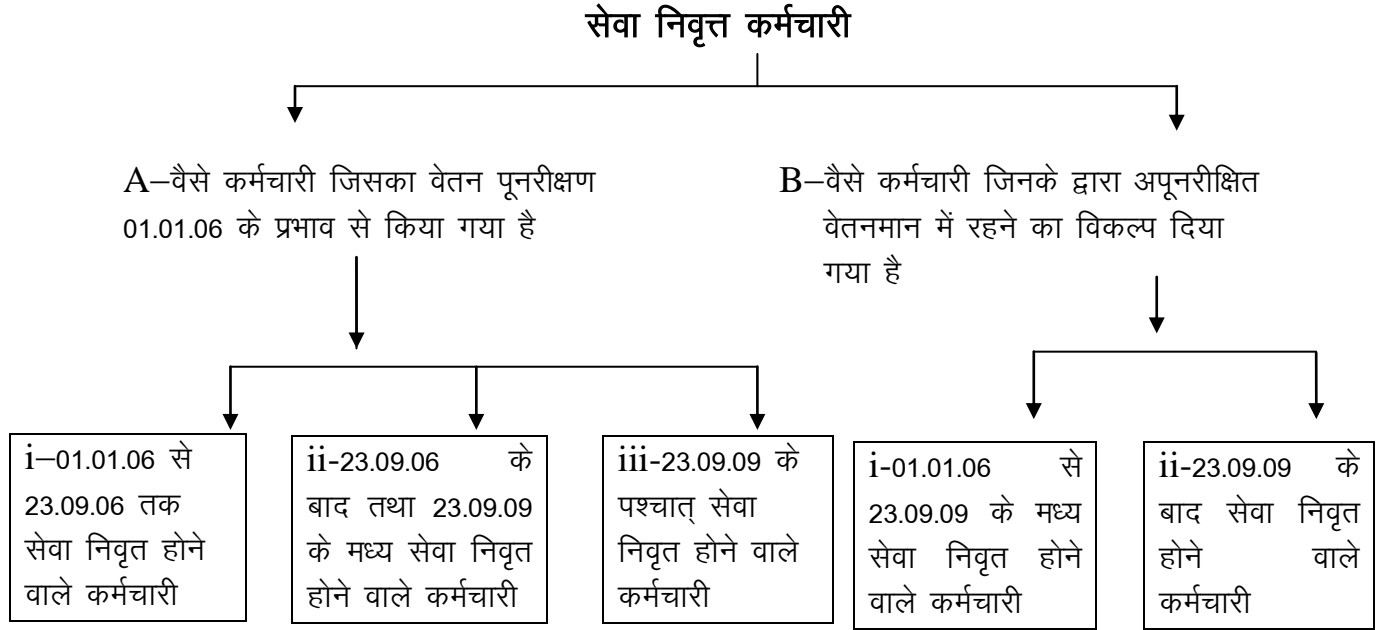 सेवा निवृत्त कर्मचारी
A–वैसे कर्मचारी जिसका वेतन पूनरीक्षण
01.01.06 के प्रभाव से किया गया है
B–वैसे कर्मचारी जिनके द्वारा अपूनरीक्षित
वेतनमान में रहने का विकल्प दिया
गया है
i–01.01.06 से
23.09.06 तक
सेवा निवृत होने
वाले कर्मचारी
ii-23.09.06 के
बाद तथा 23.09.09
के मध्य सेवा निवृत
होने वाले कर्मचारी
iii-23.09.09 के
पश्चात् सेवा
निवृत होने वाले
कर्मचारी
i-01.01.06 से
23.09.09 के मध्य
सेवा निवृत होने
वाले कर्मचारी
ii-23.09.09 के
बाद सेवा निवृत
होने वाले
कर्मचारी